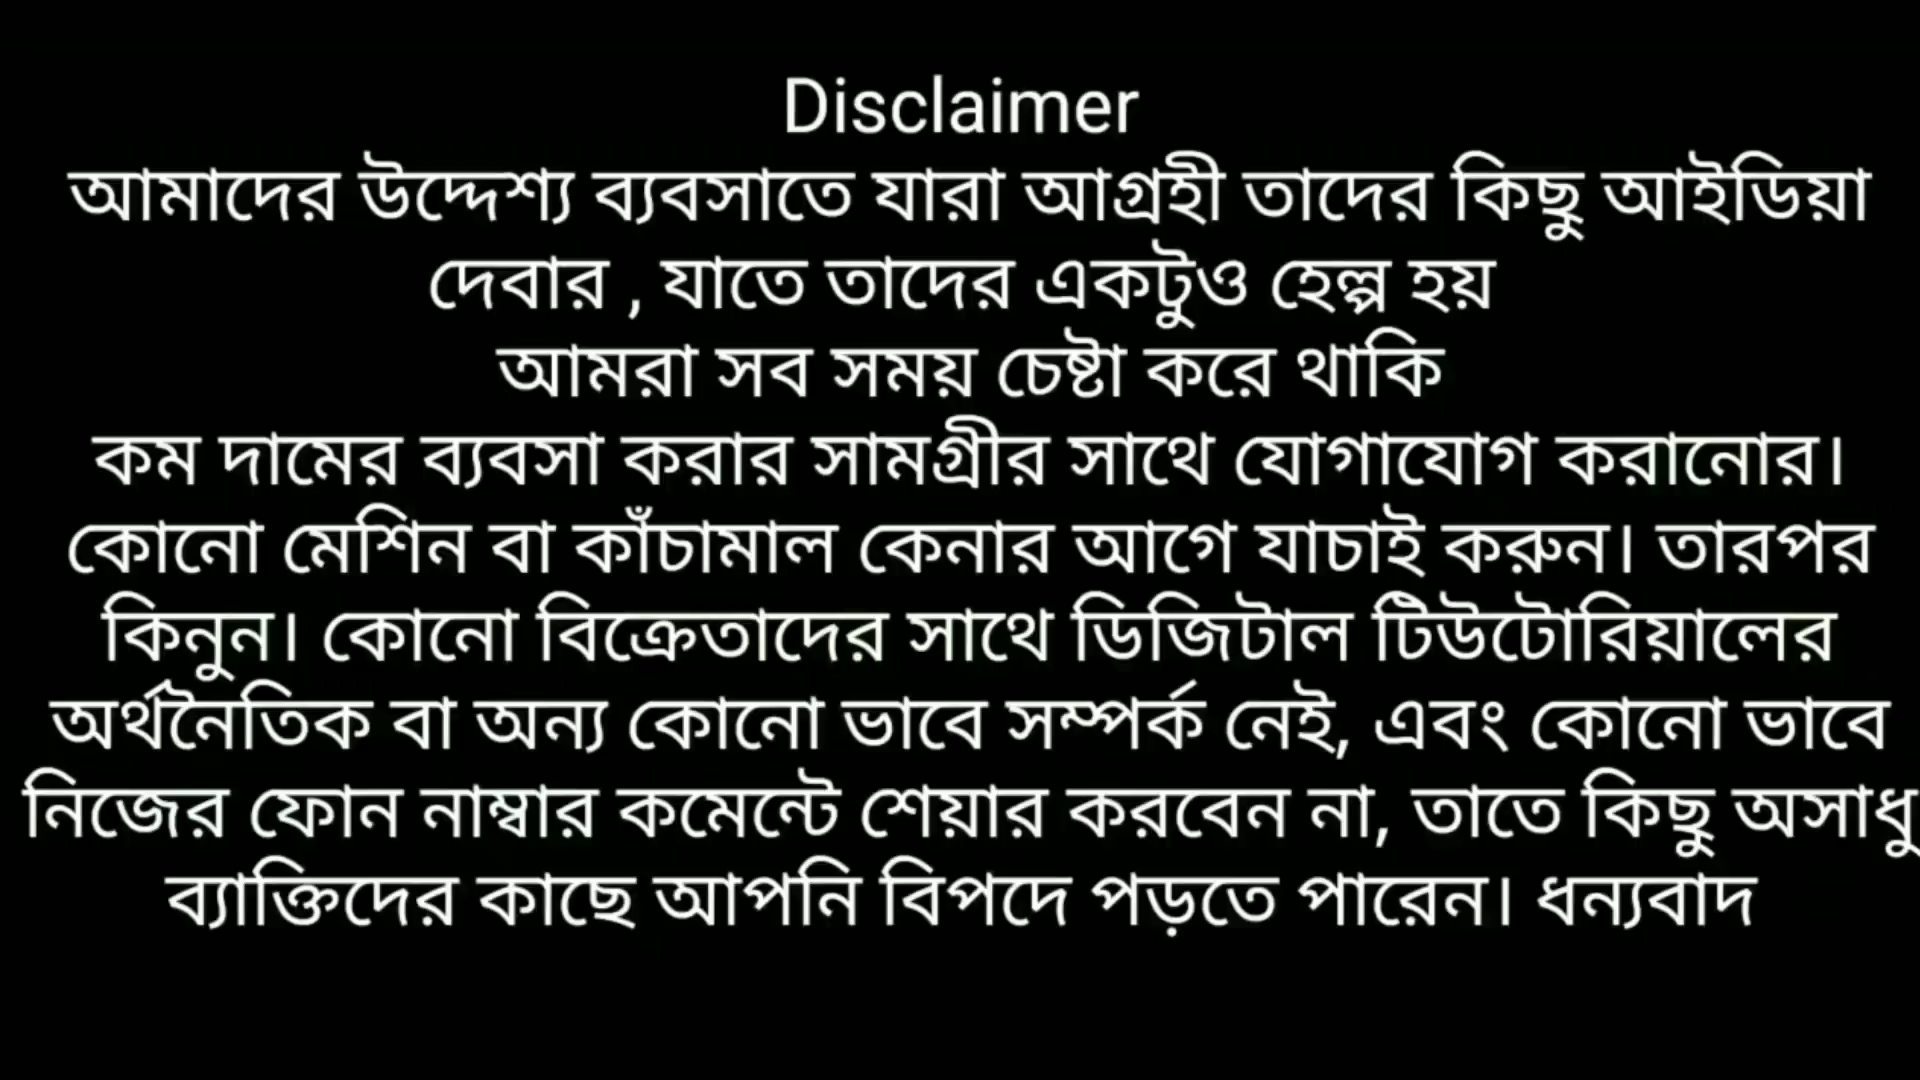 Disclaimer
আমাদের উদ্দেশ্য ব্যবসাতে যারা আগ্রহী তাদের কিছু আইডিয়া
দেবার , যাতে তাদের একটুও হেল্প হয়
আমরা সব সময় চেষ্টা করে থাকি
কম দামের ব্যবসা করার সামগ্রীর সাথে যোগাযোগ করানোর।
কোনো মেশিন বা কাঁচামাল কেনার আগে যাচাই করুন। তারপর
কিনুন। কোনো বিক্রেতাদের সাথে ডিজিটাল টিউটোরিয়ালের
অর্থনৈতিক বা অন্য কোনো ভাবে সম্পর্ক নেই, এবং কোনো ভাবে
নিজের ফোন নাম্বার কমেন্টে শেয়ার করবেন না, তাতে কিছু অসাধু
ব্যাক্তিদের কাছে আপনি বিপদে পড়তে পারেন। ধন্যবাদ